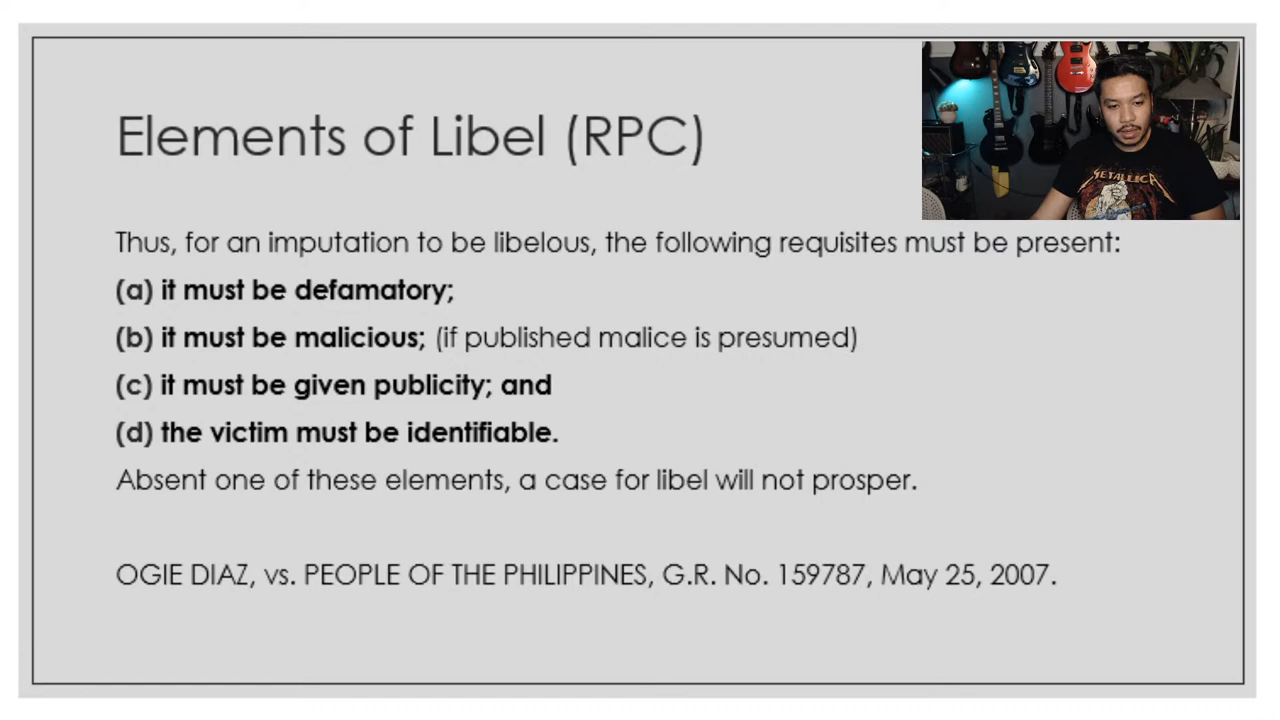 Elements of Libel (RPC)
METALLICA
Thus, for an imputation to be libelous, the following requisites must be present:
(a) it must be defamatory;
(b) it must be malicious; (if published malice is presumed)
(c) it must be given publicity; and
(d) the victim must be identifiable.
Absent one of these elements, a case for libel will not prosper.
OGIE DIAZ, vs. PEOPLE OF THE PHILIPPINES, G.R. No. 159787, May 25, 2007.